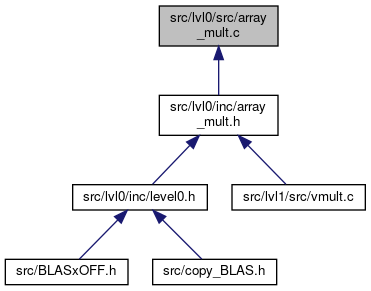 src/lvl0/src/array
_mult.c
src/lvl0/inc/array
_mult.h
src/lvl0/inc/level0.h
src/lvl1/src/vmult.c
src/BLASxOFF.h
src/copy_BLAS.h